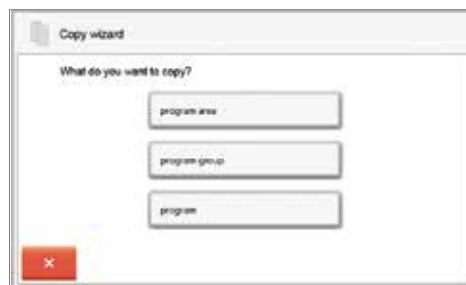 Copy wizard
What do you want to copy?
program area
program group
program